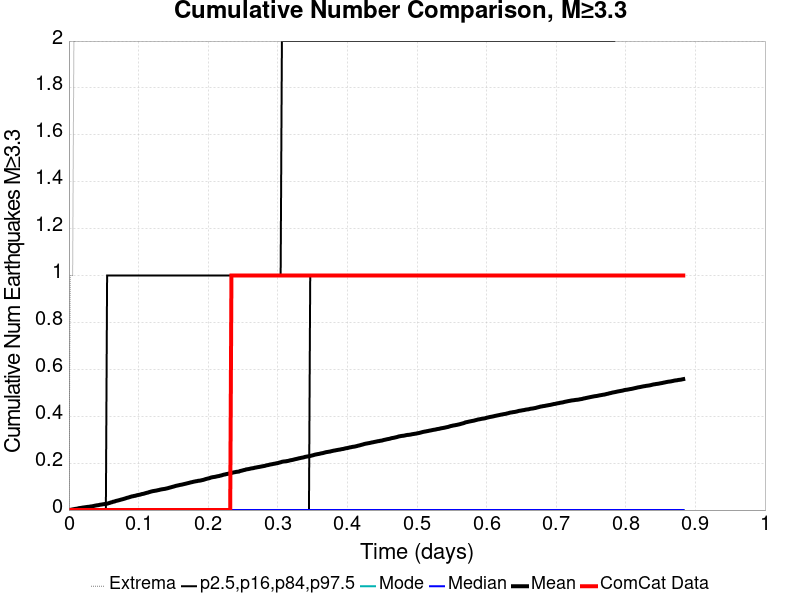 Cumulative Number Comparison, M≥3.3
Cumulative Num Earthquakes M≥3.3
2
1.8
1.6
1.4
1.2
1
0.8
0.6
0.4
0.2
0
0 0.1 0.2 0.3 0.4 0.5 0.6 0.7 0.8 0.9 1
Time (days)
Extrema p2.5,p16,p84,p97.5 Mode Median Mean ComCat Data